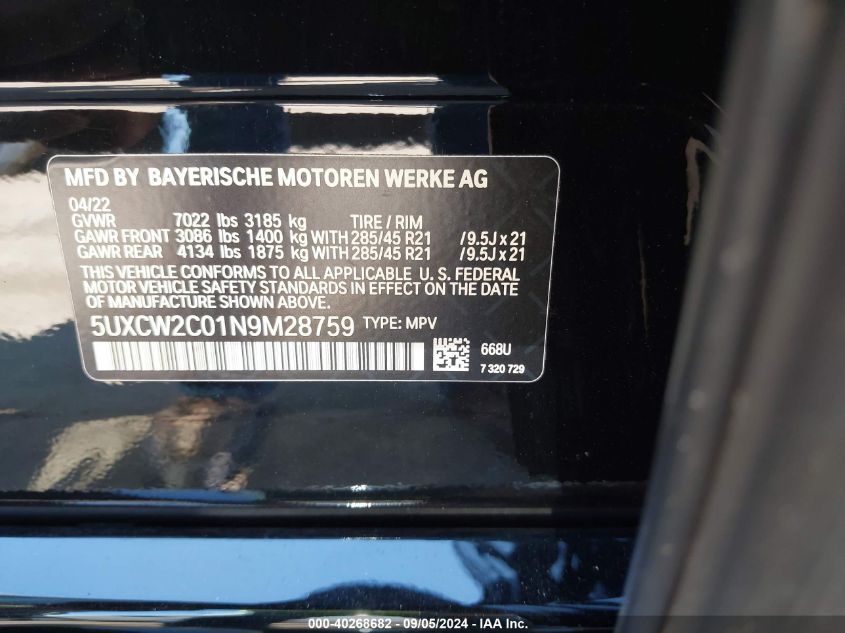 MFD BY BAYERISCHE MOTOREN WERKE AG
04/22
GVWR 7022 lbs 3185 kg TIRE / RIM
GAWR FRONT 3086 lbs 1400 kg WITH 285/45 R21 /9.5J x 21
GAWR REAR 4134 lbs 1875 kg WITH 285/45 R21 /9.5J x 21
THIS VEHICLE CONFORMS TO ALL APPLICABLE U. S. FEDERAL
MOTOR VEHICLE SAFETY STANDARDS IN EFFECT ON THE DATE
OF MANUFACTURE SHOWN ABOVE.
5UXCW2C01N9M28759 TYPE: MPV
668U
7 320 729
000-40268682 - 09/05/2024 - IAA Inc.